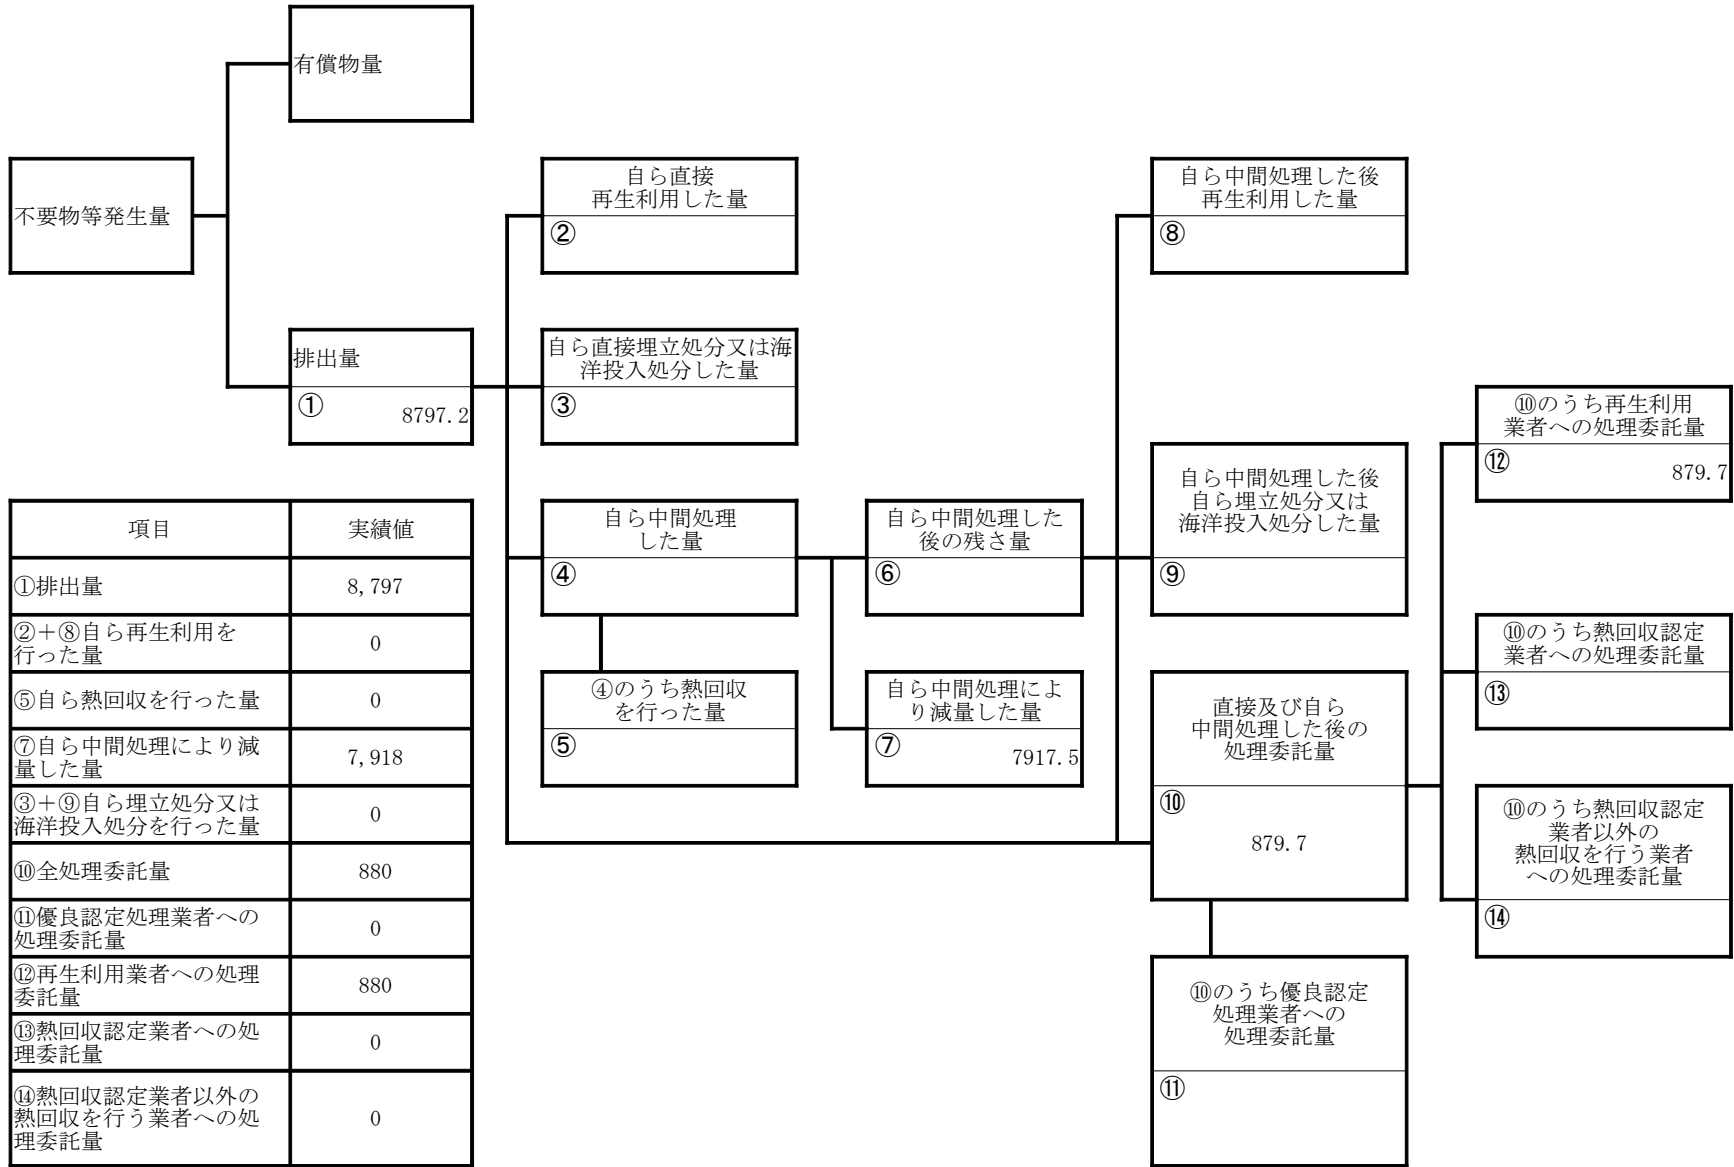 有償物量
不要物等発生量
自ら直接
再生利用した量
②
自ら中間処理した後
再生利用した量
⑧
排出量
① 8797.2
自ら直接埋立処分又は海
洋投入処分した量
③
⑩のうち再生利用
業者への処理委託量
⑫ 879.7
自ら中間処理した後
自ら埋立処分又は
海洋投入処分した量
⑨
自ら中間処理
した量
④
自ら中間処理した
後の残さ量
⑥
⑩のうち熱回収認定
業者への処理委託量
⑬
④のうち熱回収
を行った量
⑤
自ら中間処理によ
り減量した量
⑦ 7917.5
直接及び自ら
中間処理した後の
処理委託量
⑩
879.7
⑩のうち熱回収認定
業者以外の
熱回収を行う業者
への処理委託量
⑭
⑩のうち優良認定
処理業者への
処理委託量
⑪
項目 実績値
①排出量 8,797
②+⑧自ら再生利用を
行った量 0
⑤自ら熱回収を行った量 0
⑦自ら中間処理により減
量した量 7,918
③+⑨自ら埋立処分又は
海洋投入処分を行った量 0
⑩全処理委託量 880
⑪優良認定処理業者への
処理委託量 0
⑫再生利用業者への処理
委託量 880
⑬熱回収認定業者への処
理委託量 0
⑭熱回収認定業者以外の
熱回収を行う業者への処
理委託量 0